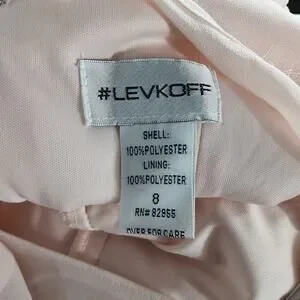 #LEVKOFF
SHELL:
100%POLYESTER
LINING:
100%POLYESTER
8
RN# 82955
OVER FOR CARE